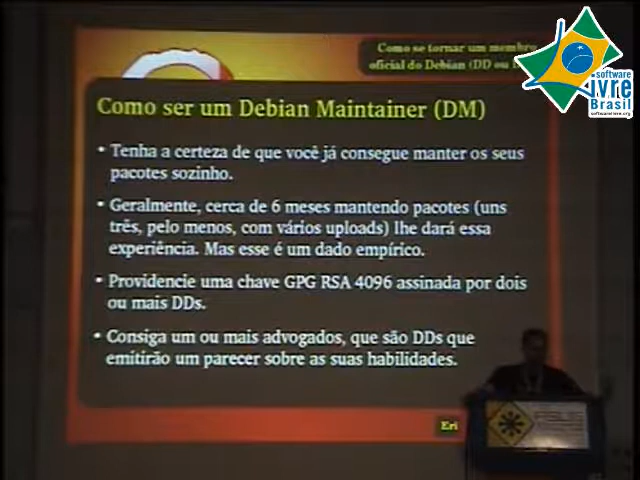 Como se tornar um membro
oficial do Debian (DD ou
Como ser um Debian Maintainer (DM)
• Tenha a certeza de que você já consegue manter os seus
pacotes sozinho.
• Geralmente, cerca de 6 meses mantendo pacotes (uns
três, pelo menos, com vários uploads) lhe dará essa
experiência. Mas esse é um dado empírico.
• Providencie uma chave GPG RSA 4096 assinada por dois
ou mais DDs.
• Consiga um ou mais advogados, que são DDs que
emitirão um parecer sobre as suas habilidades.
Eri
software
livre
Brasil
softwarelivre.org